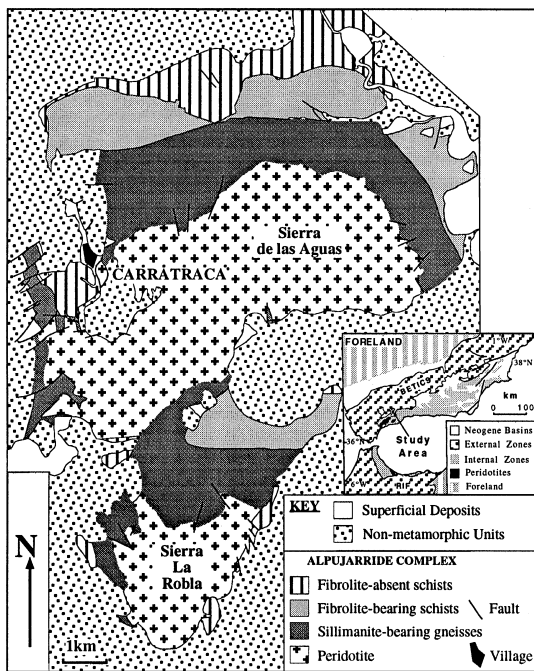 Sierra
de las Aguas
CARRATRACA
FORELAND
1°W
38°N
BETICS
km
0 100
36°N
Study
Area
6°W
RIF
Neogene Basins
External Zones
Internal Zones
Peridotites
Foreland
Sierra
La
Robla
N
1km
KEY
Superficial Deposits
Non-metamorphic Units
ALPUJARRIDE COMPLEX
Fibrolite-absent schists
Fibrolite-bearing schists
Fault
Sillimanite-bearing gneisses
Peridotite
Village